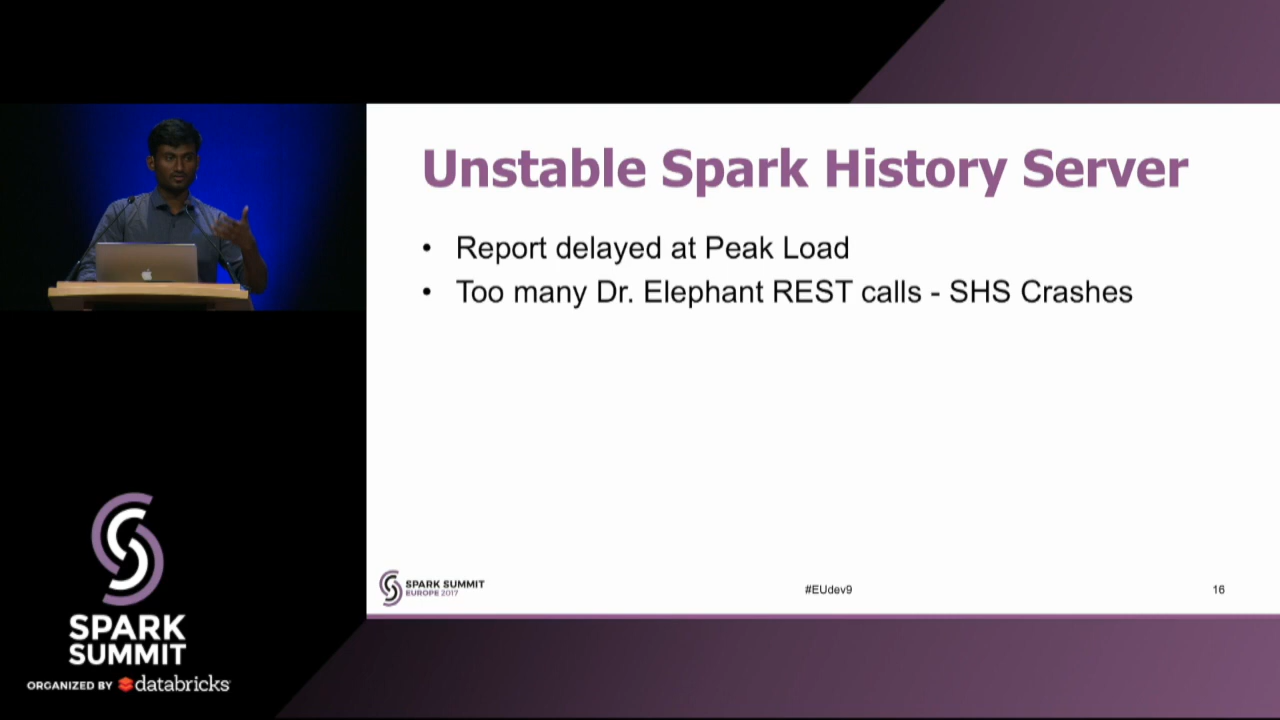 Unstable Spark History Server
• Report delayed at Peak Load
• Too many Dr. Elephant REST calls - SHS Crashes
SPARK SUMMIT
EUROPE 2017
#EUdev9
16
SPARK
SUMMIT
ORGANIZED BY databricks